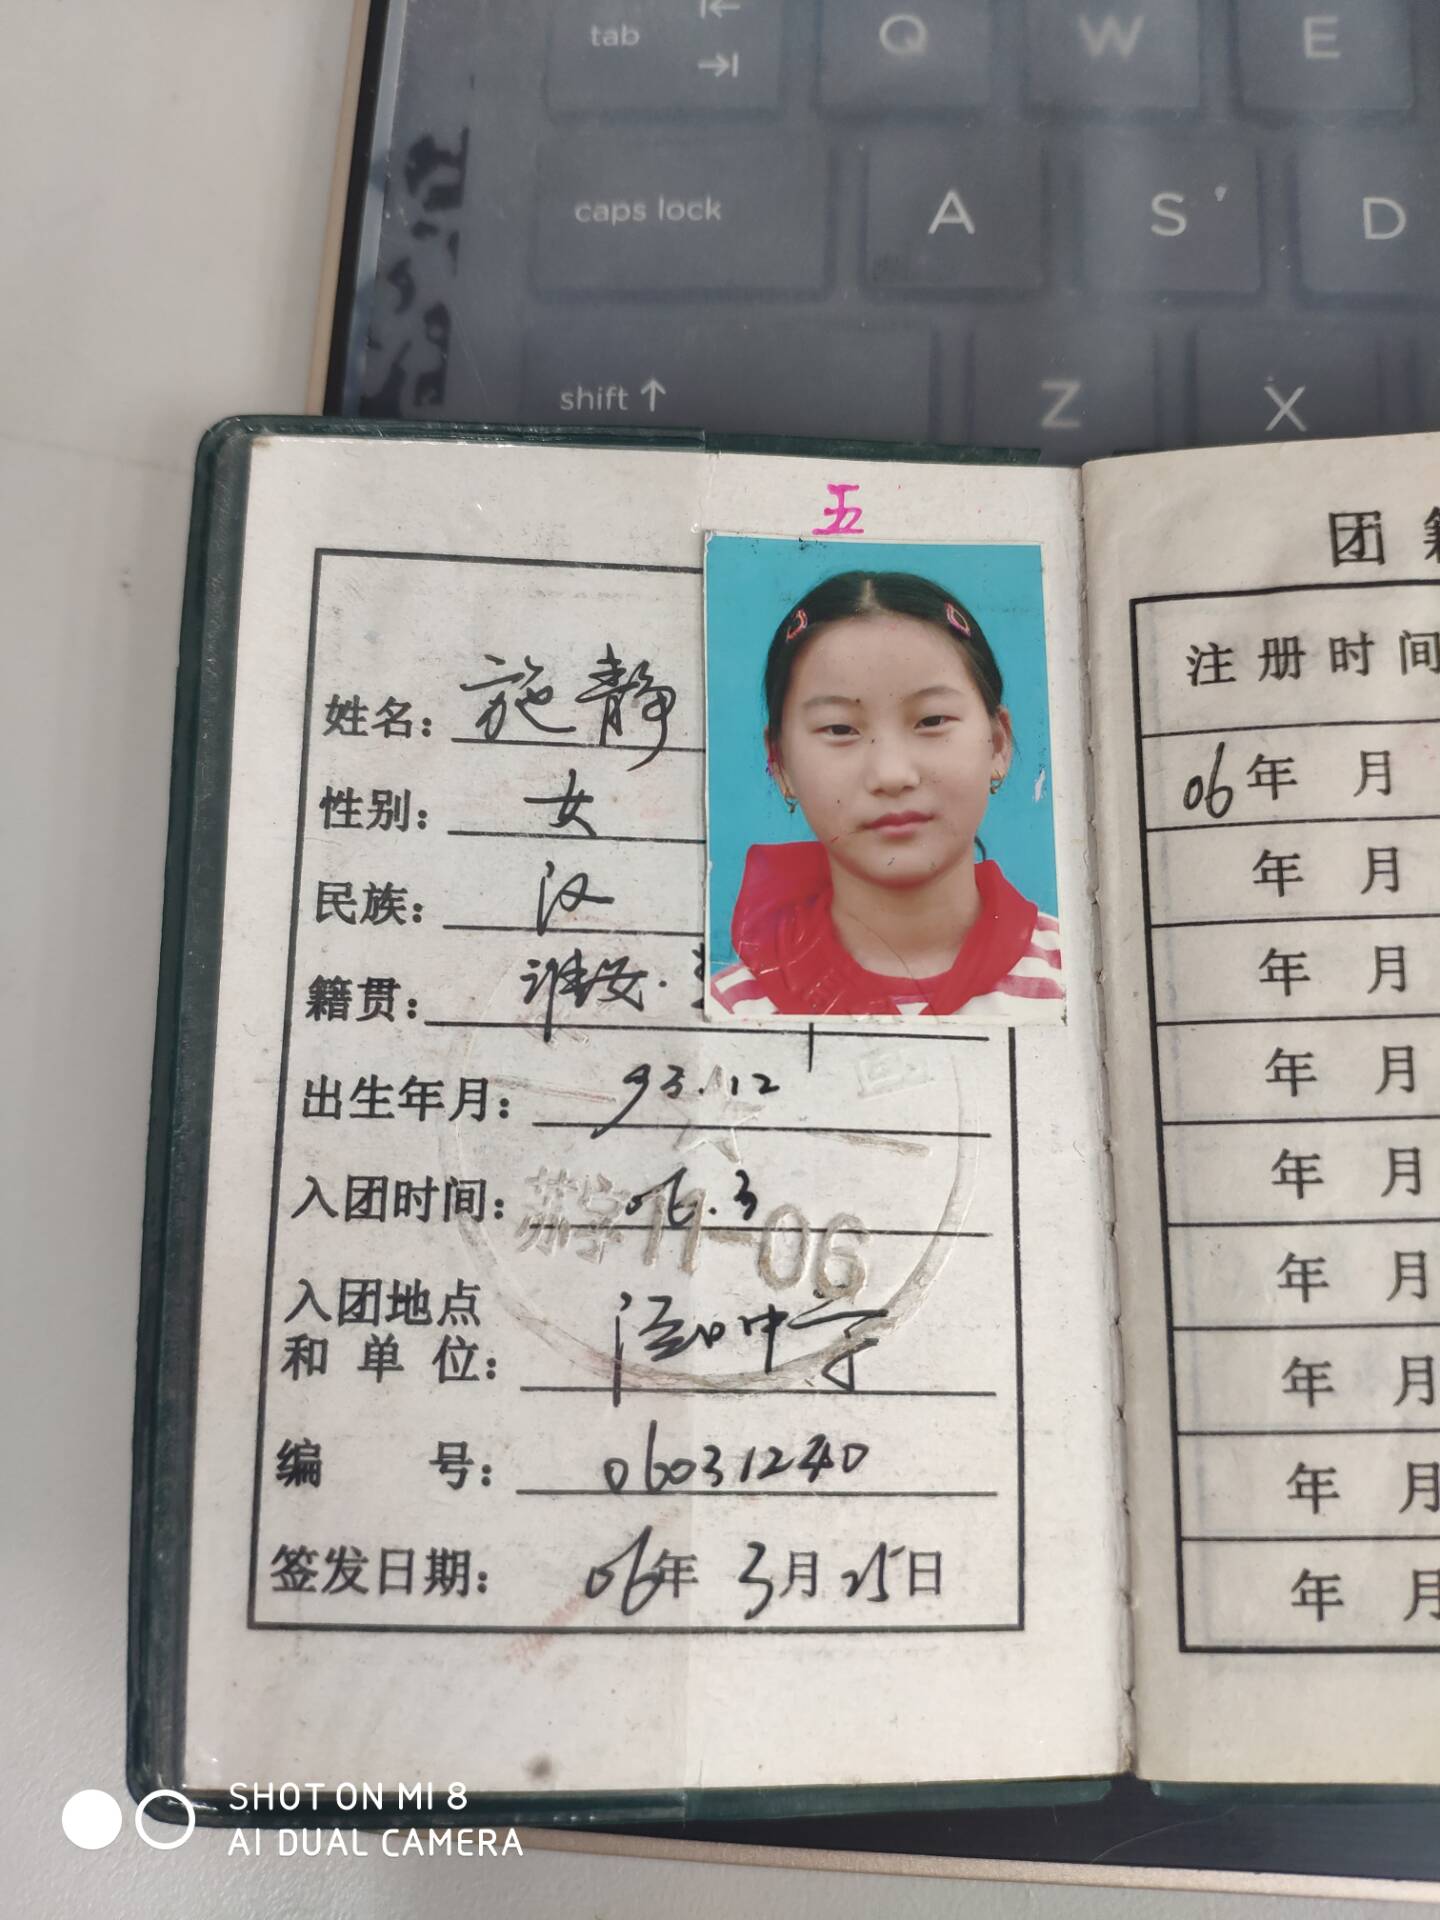 tab
Q W E
caps lock A S D
shift Z X
五
姓名：施静
性别：女
民族：汉
籍贯：淮安.
出生年月：93.12
入团时间：06.3
苏字11-06
入团地点
和单位：泾口中学
编号：06031240
签发日期：06年3月25日
团
注册时间
06年 月
年 月
年 月
年 月
年 月
年 月
年 月
年 月
年 月
SHOT ON MI 8
AI DUAL CAMERA